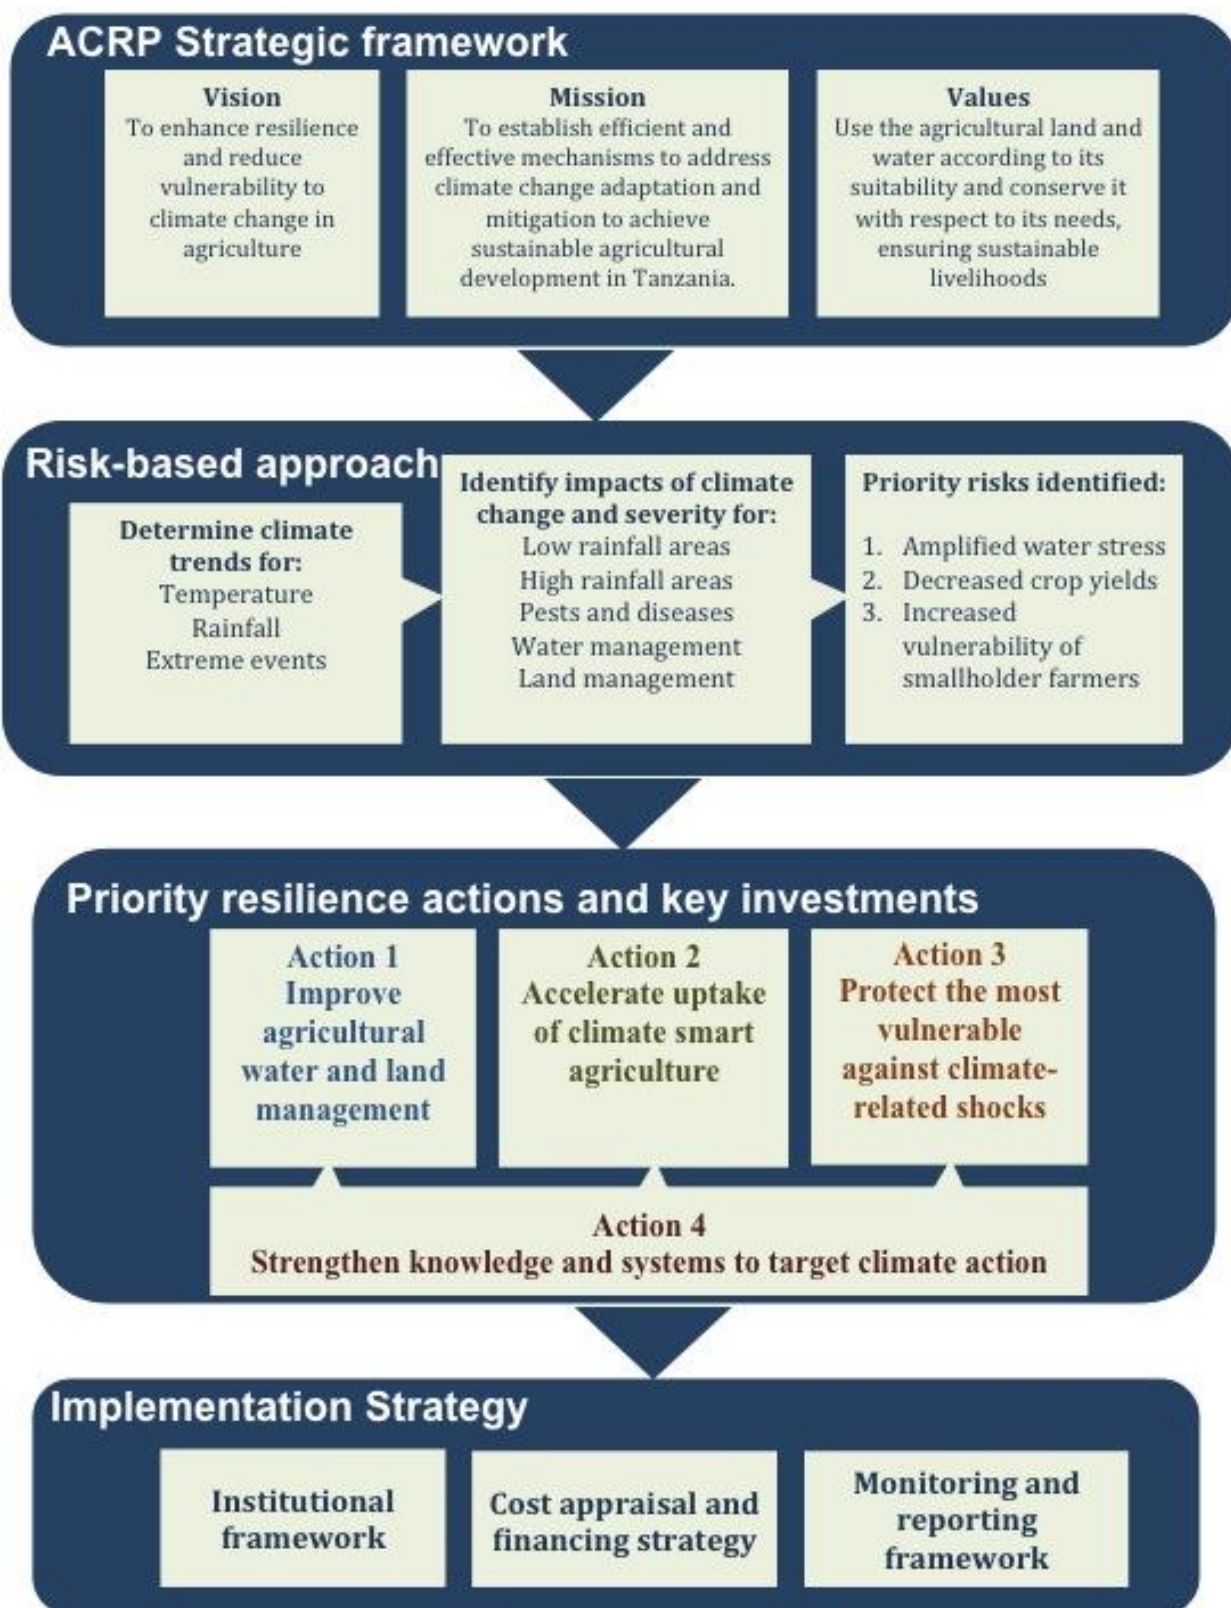 ACRP Strategic framework
Vision
To enhance resilience
and reduce
vulnerability to
climate change in
agriculture
Mission
To establish efficient and
effective mechanisms to address
climate change adaptation and
mitigation to achieve
sustainable agricultural
development in Tanzania.
Values
Use the agricultural land and
water according to its
suitability and conserve it
with respect to its needs,
ensuring sustainable
livelihoods
Risk-based approach
Determine climate
trends for:
Temperature
Rainfall
Extreme events
Identify impacts of climate
change and severity for:
Low rainfall areas
High rainfall areas
Pests and diseases
Water management
Land management
Priority risks identified:
1. Amplified water stress
2. Decreased crop yields
3. Increased
vulnerability of
smallholder farmers
Priority resilience actions and key investments
Action 1
Improve
agricultural
water and land
management
Action 2
Accelerate uptake
of climate smart
agriculture
Action 3
Protect the most
vulnerable
against climate-
related shocks
Action 4
Strengthen knowledge and systems to target climate action
Implementation Strategy
Institutional
framework
Cost appraisal and
financing strategy
Monitoring and
reporting
framework